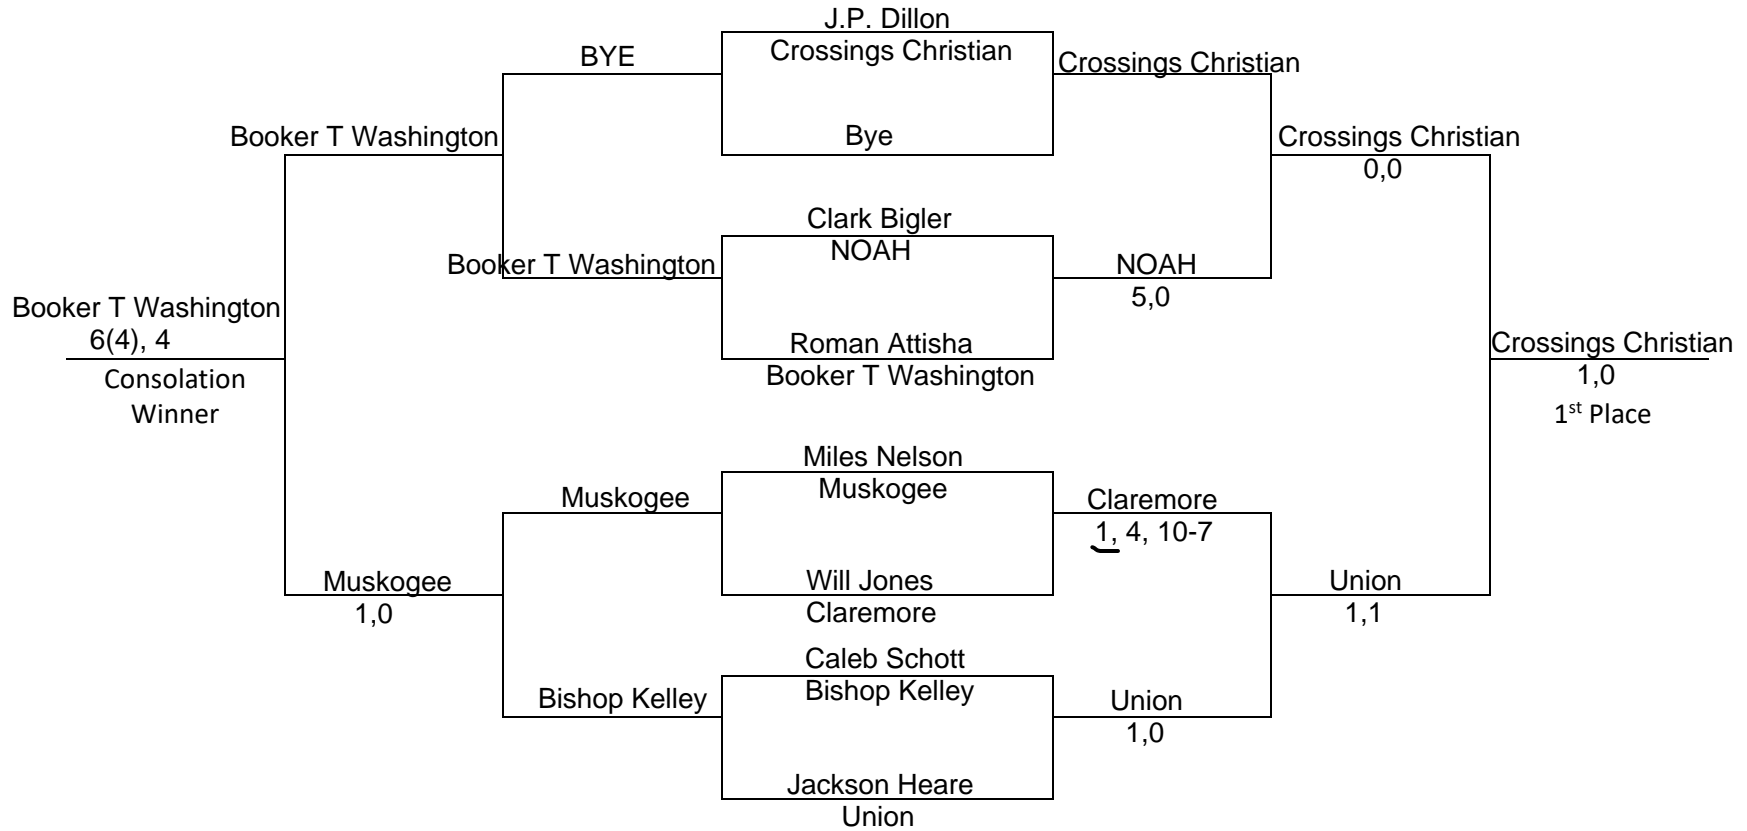 J.P. Dillon
BYE
Crossings Christian
Crossings Christian
Booker T Washington
Bye
Crossings Christian
0,0
Clark Bigler
NOAH
Booker T Washington
NOAH
5,0
Booker T Washington
6(4), 4
Consolation
Winner
Roman Attisha
Booker T Washington
Crossings Christian
1,0
1st Place
Miles Nelson
Muskogee
Muskogee
Claremore
1, 4, 10-7
Muskogee
1,0
Will Jones
Claremore
Union
1,1
Caleb Schott
Bishop Kelley
Bishop Kelley
Union
1,0
Jackson Heare
Union